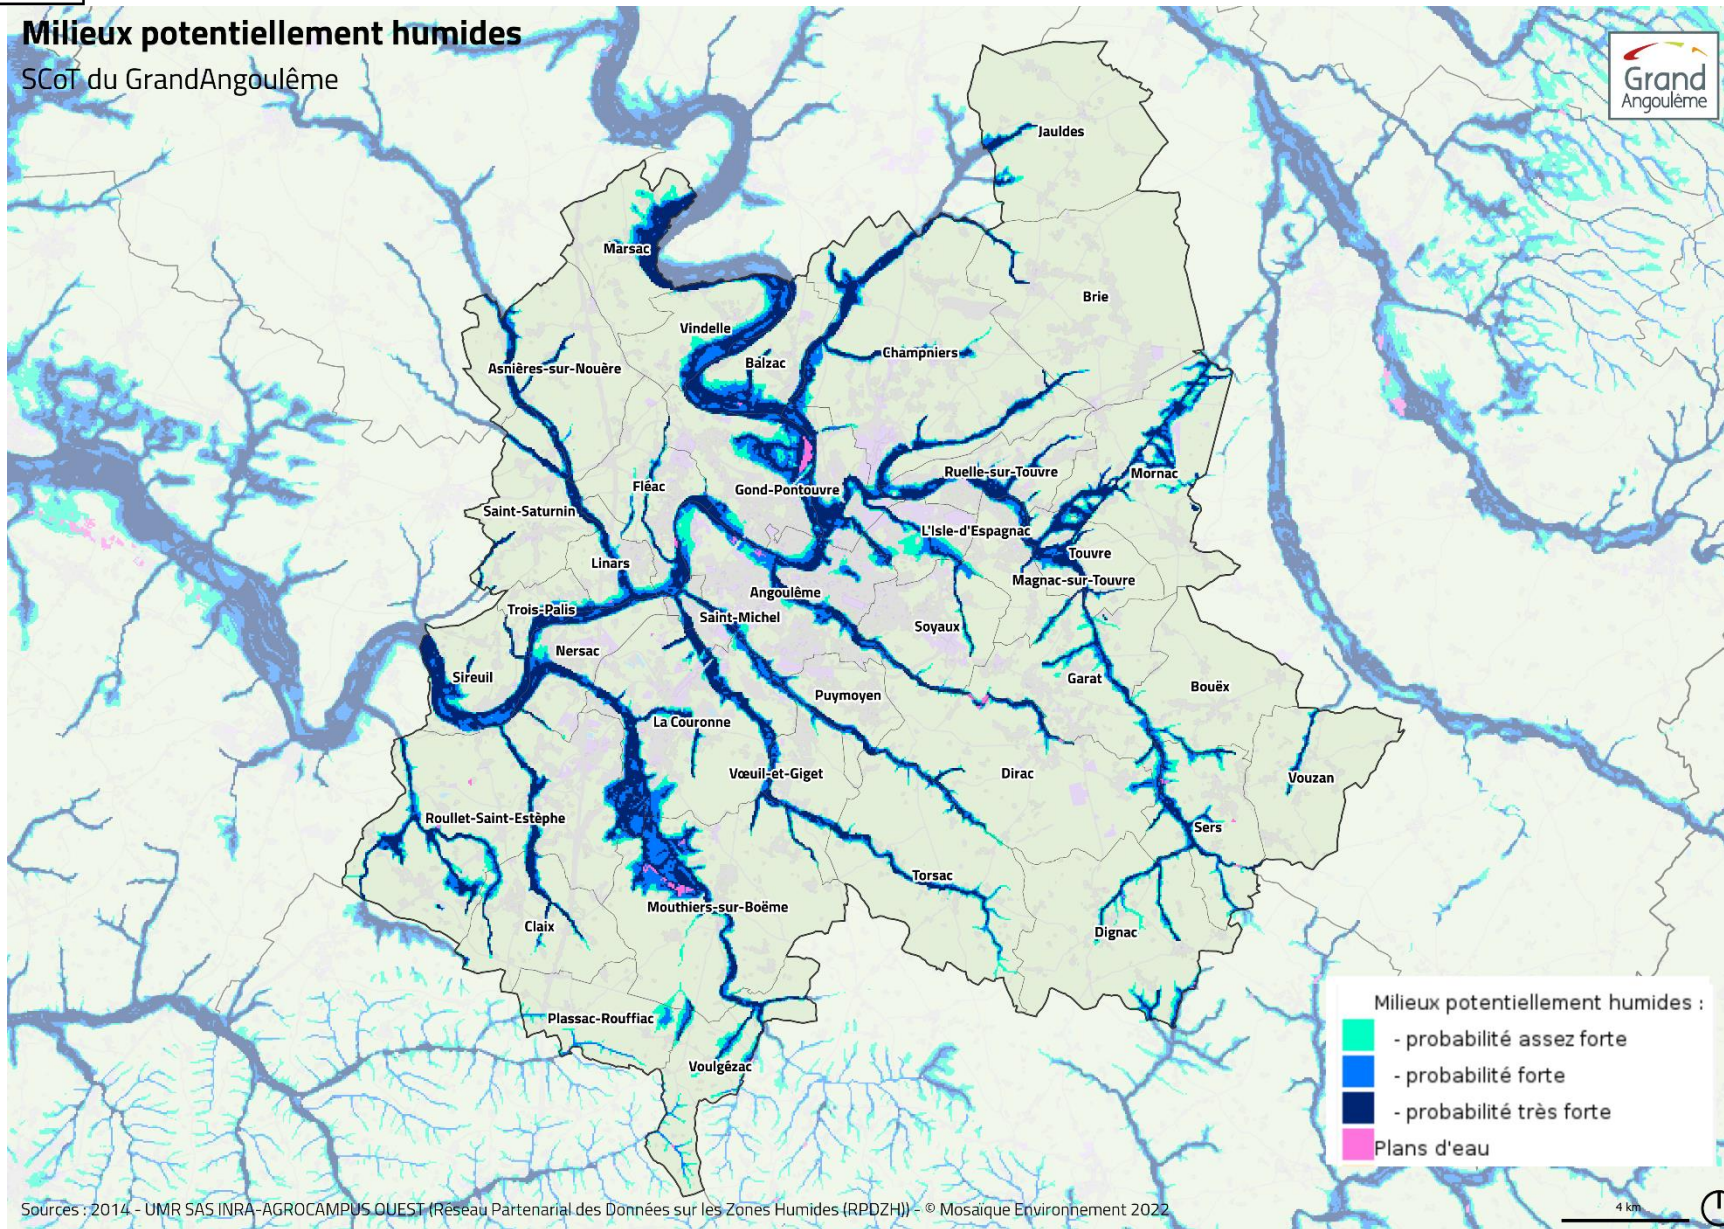 Milieux potentiellement humides
SCoT du GrandAngoulême
Grand
Angoulême
Jauldes
Marsac
Brie
Vindelle
Champniers
Balzac
Asnières-sur-Nouère
Ruelle-sur-Touvre
Mornac
Fléac
Gond-Pontouvre
Saint-Saturnin
L'Isle-d'Espagnac
Touvre
Linars
Magnac-sur-Touvre
Angoulême
Trois-Palis
Saint-Michel
Soyaux
Nersac
Sireuil
Garat
Bouëx
Puymoyen
La Couronne
Vœuil-et-Giget
Dirac
Vouzan
Roullet-Saint-Estèphe
Sers
Torsac
Mouthiers-sur-Boëme
Claix
Dignac
Plassac-Rouffiac
Voulgézac
Milieux potentiellement humides :
- probabilité assez forte
- probabilité forte
- probabilité très forte
Plans d'eau
Sources : 2014 - UMR SAS INRA-AGROCAMPUS OUEST (Réseau Partenarial des Données sur les Zones Humides (RPDZH)) - © Mosaïque Environnement 2022
4 km